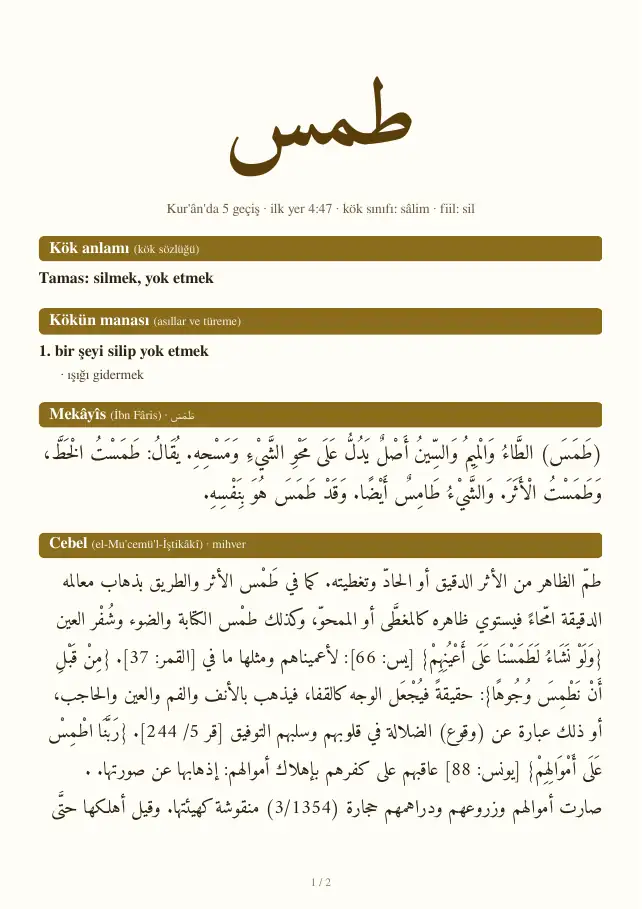 طمس
Kur'ân'da 5 geçiş · ilk yer 4:47 · kök sınıfı: sâlim · fiil: sil
Kök anlamı (kök sözlüğü)
Tamas: silmek, yok etmek
Kökün manası (asıllar ve türeme)
1. bir şeyi silip yok etmek
· ışığı gidermek
Mekâyîs (İbn Fâris) · طَمَسَ
(طَمَسَ) الطَّاءُ وَالْمِيمُ وَالسِّينُ أَصْلٌ يَدُلُّ عَلَى مَحْوِ الشَّيْءِ وَمَسْحِهِ. يُقَالُ: طَمَسْتُ الْخَطَّ،
وَطَمَسْتُ الْأَثَرَ. وَالشَّيْءُ طَامِسٌ أَيْضًا. وَقَدْ طَمَسَ هُوَ بِنَفْسِهِ.
Cebel (el-Mu'cemü'l-İştikâkî) · mihver
طمّ الظاهر من الأثر الدقيق أو الحادّ وتغطيته. كما في طَمْس الأثر والطريق بذهاب معالمه
الدقيقة امّحاءً فيستوي ظاهره كالمغطَّى أو الممحوّ، وكذلك طمْس الكتابة والضوء وشُفْر العين
{وَلَوْ نَشَاءُ لَطَمَسْنَا عَلَى أَعْيُنِهِمْ} [يس: 66]: لأعميناهم ومثلها ما في [القمر: 37]. {مِنْ قَبْلِ
أَنْ نَطْمِسَ وُجُوهًا}: حقيقةً فيُجْعَل الوجه كالقفا، فيذهب بالأنف والفم والعين والحاجب،
أو ذلك عبارة عن (وقوع) الضلالة في قلوبهم وسلبهم التوفيق [قر 5/ 244]. {رَبَّنَا اطْمِسْ
عَلَى أَمْوَالِهِمْ} [يونس: 88] عاقبهم على كفرهم بإهلاك أموالهم: إذهابها عن صورتها. .
صارت أموالهم وزروعهم ودراهمهم حجارة (3/1354) منقوشة كهيئتها. وقيل أهلكها حتَّى
1 / 2